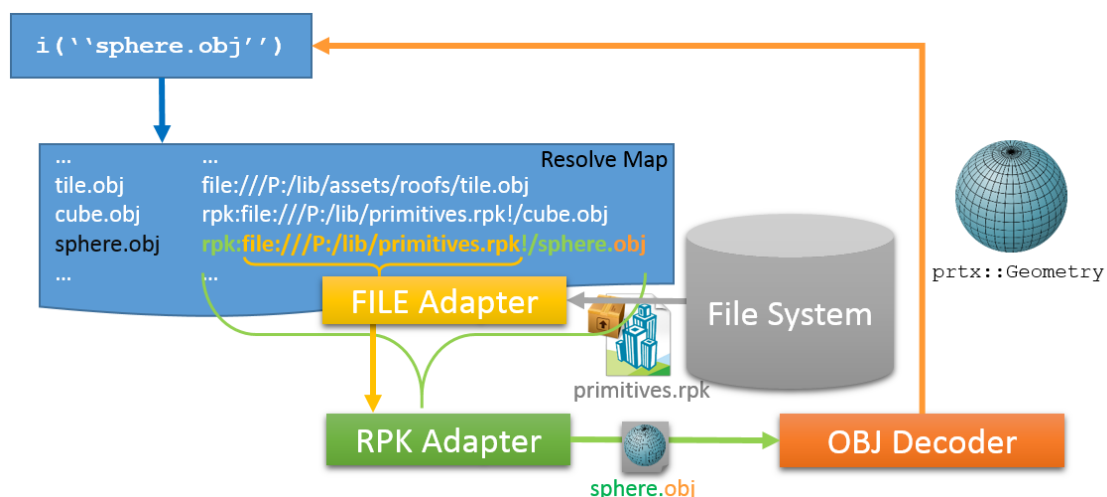 i(‘‘sphere.obj’’)
Resolve Map
... ...
tile.obj file:///P:/lib/assets/roofs/tile.obj
cube.obj rpk:file:///P:/lib/primitives.rpk!/cube.obj
sphere.obj rpk:file:///P:/lib/primitives.rpk!/sphere.obj
... ...
FILE Adapter
File System
prtx::Geometry
primitives.rpk
RPK Adapter
OBJ Decoder
sphere.obj